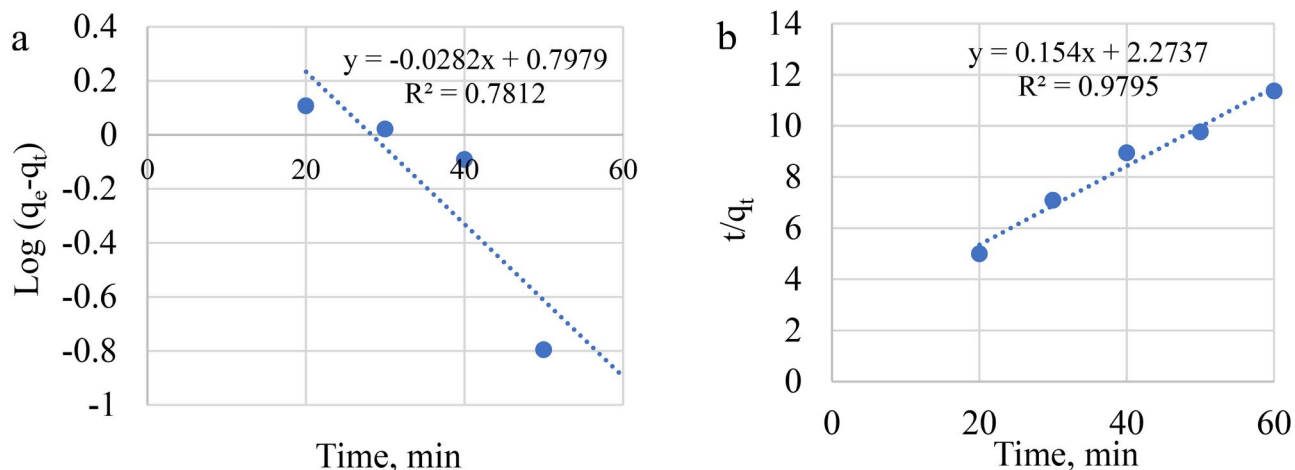 a
0.4
0.2
0
-0.2
-0.4
-0.6
-0.8
-1
Log (qₑ-qₜ)
y = -0.0282x + 0.7979
R² = 0.7812
0
20
40
60
Time, min
b
14
12
10
8
6
4
2
0
t/qₜ
y = 0.154x + 2.2737
R² = 0.9795
0
20
40
60
Time, min